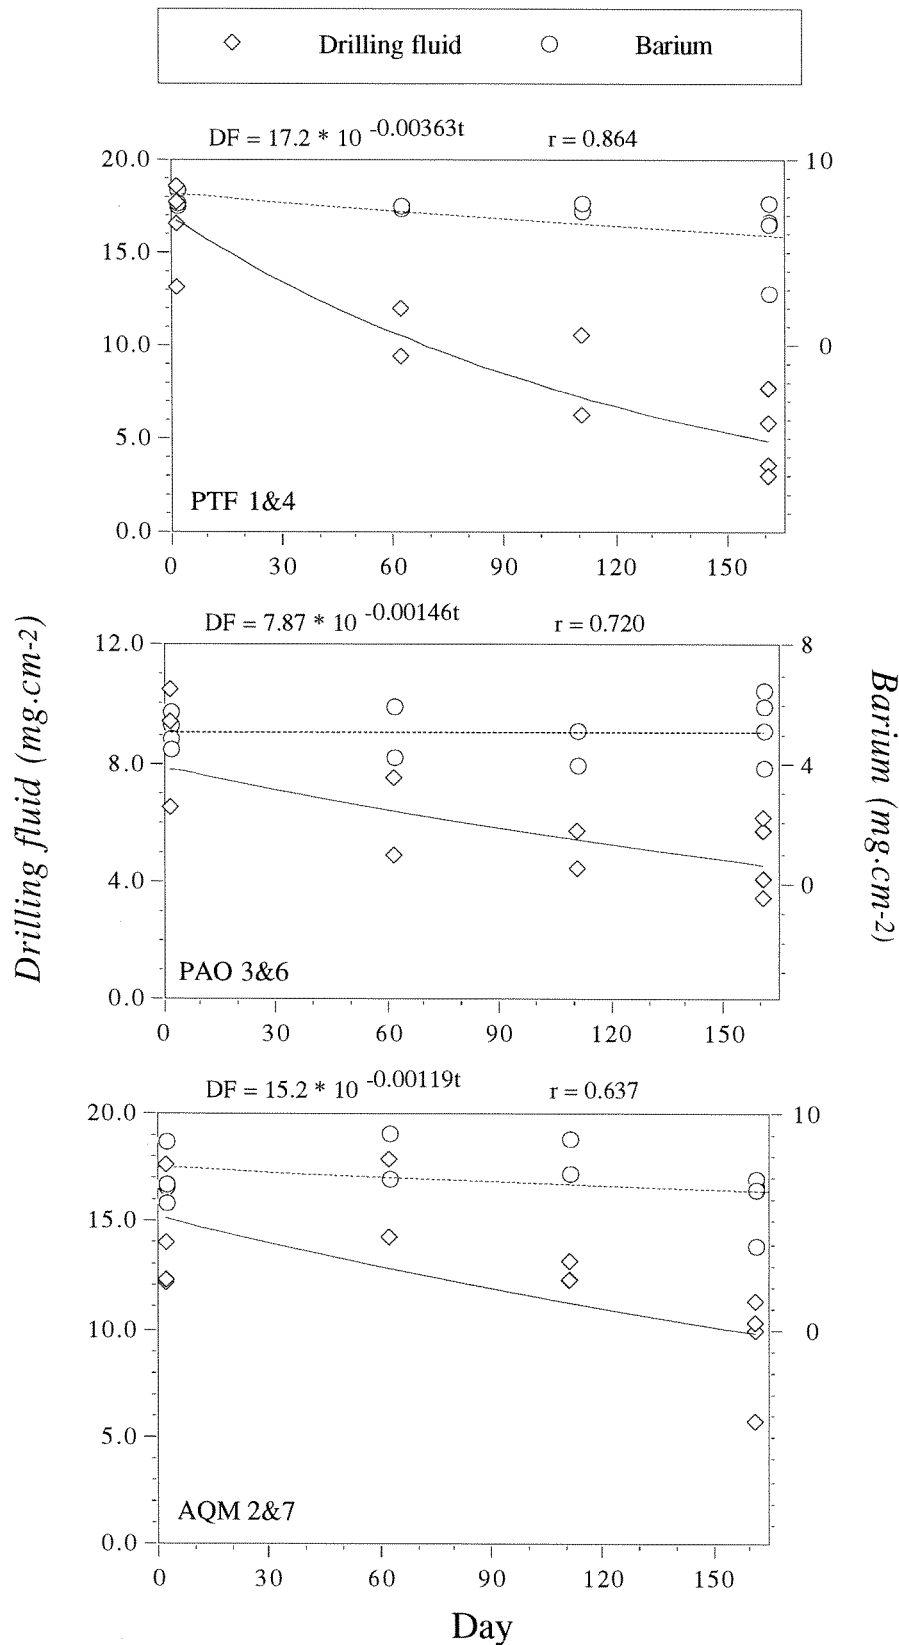 Drilling fluid Barium
DF = 17.2 * 10 -0.00363t r = 0.864
20.0 10
15.0
10.0 0
5.0
PTF 1&4
0.0
0 30 60 90 120 150
DF = 7.87 * 10 -0.00146t r = 0.720
12.0 8
8.0 4
4.0 0
PAO 3&6
0.0
0 30 60 90 120 150
Drilling fluid (mg.cm-2)
Barium (mg.cm-2)
DF = 15.2 * 10 -0.00119t r = 0.637
20.0 10
15.0
10.0 0
5.0
AQM 2&7
0.0
0 30 60 90 120 150
Day